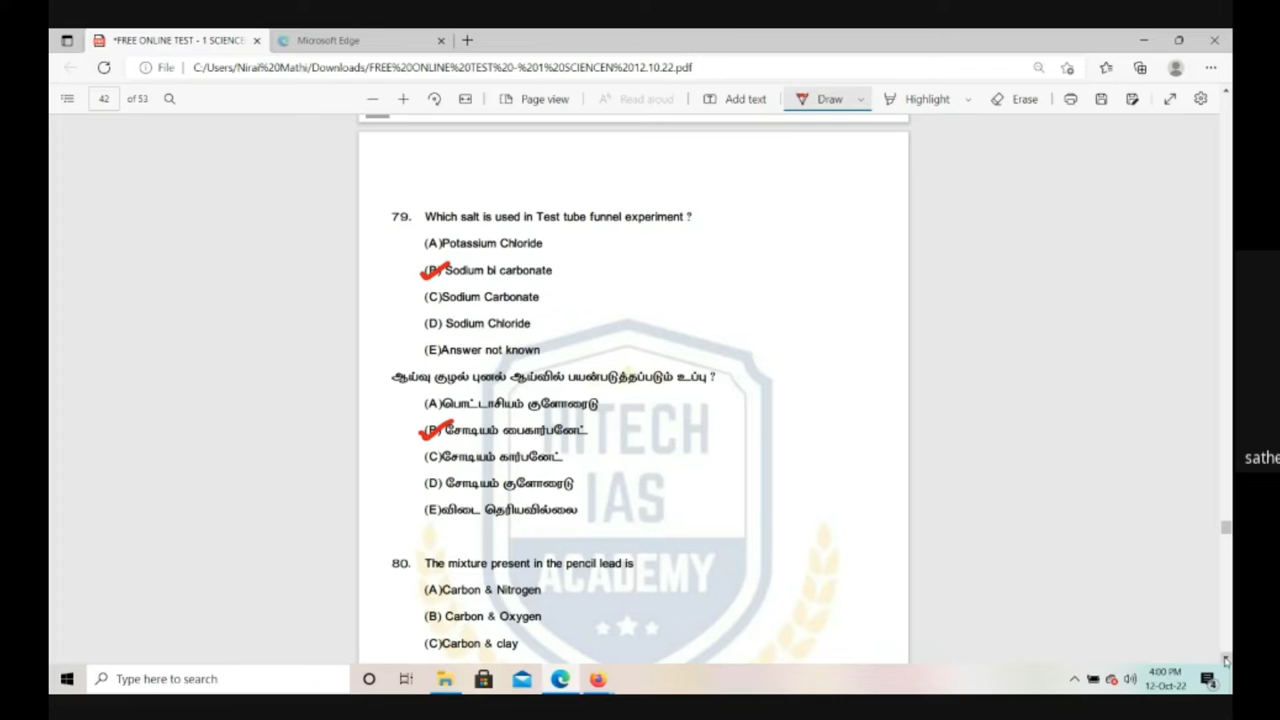 *FREE ONLINE TEST - 1 SCIENCE
Microsoft Edge
File
C:/Users/Nirai%20Mathi/Downloads/FREE%20ONLINE%20TEST%20-%201%20SCIENCEN%2012.10.22.pdf
42 of 53
Page view
Read aloud
Add text
Draw
Highlight
Erase
79. Which salt is used in Test tube funnel experiment ?
(A)Potassium Chloride
(B) Sodium bi carbonate
(C)Sodium Carbonate
(D) Sodium Chloride
(E)Answer not known
ஆய்வு குழல் புனல் ஆய்வில் பயன்படுத்தப்படும் உப்பு ?
(A)பொட்டாசியம் குளோரைடு
(B) சோடியம் பைகார்பனேட்
(C)சோடியம் கார்பனேட்
(D) சோடியம் குளோரைடு
(E)விடை தெரியவில்லை
HITECH
IAS
ACADEMY
80. The mixture present in the pencil lead is
(A)Carbon & Nitrogen
(B) Carbon & Oxygen
(C)Carbon & clay
sathe
Type here to search
4:00 PM
12-Oct-22
4